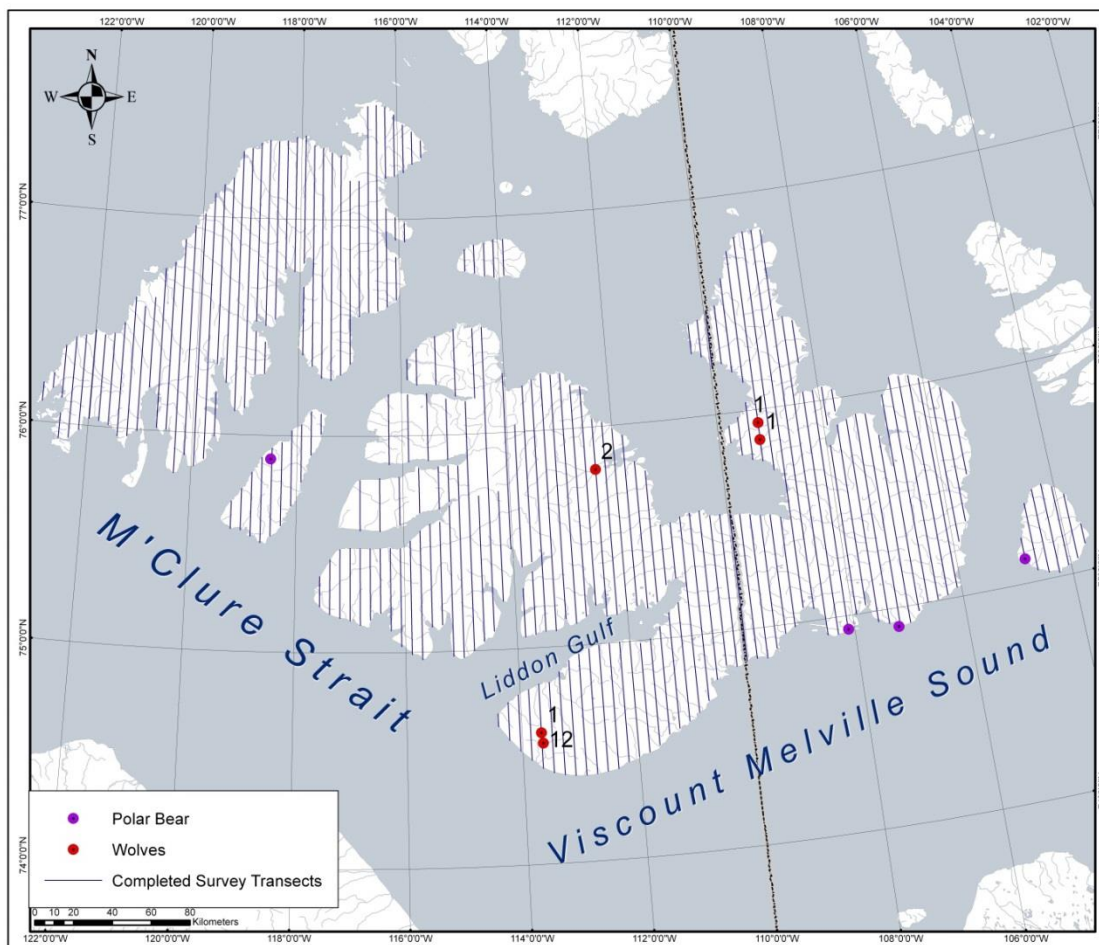 122°0'0"W 120°0'0"W 118°0'0"W 116°0'0"W 114°0'0"W 112°0'0"W 110°0'0"W 108°0'0"W 106°0'0"W 104°0'0"W 102°0'0"W
N
W E
S
77°0'0"N
76°0'0"N
1
1
2
M'Clure Strait
75°0'0"N
Liddon Gulf
1
12
Viscount Melville Sound
74°0'0"N
Polar Bear
Wolves
Completed Survey Transects
0 10 20 40 60 80
Kilometers
122°0'0"W 120°0'0"W 118°0'0"W 116°0'0"W 114°0'0"W 112°0'0"W 110°0'0"W 108°0'0"W 106°0'0"W 104°0'0"W